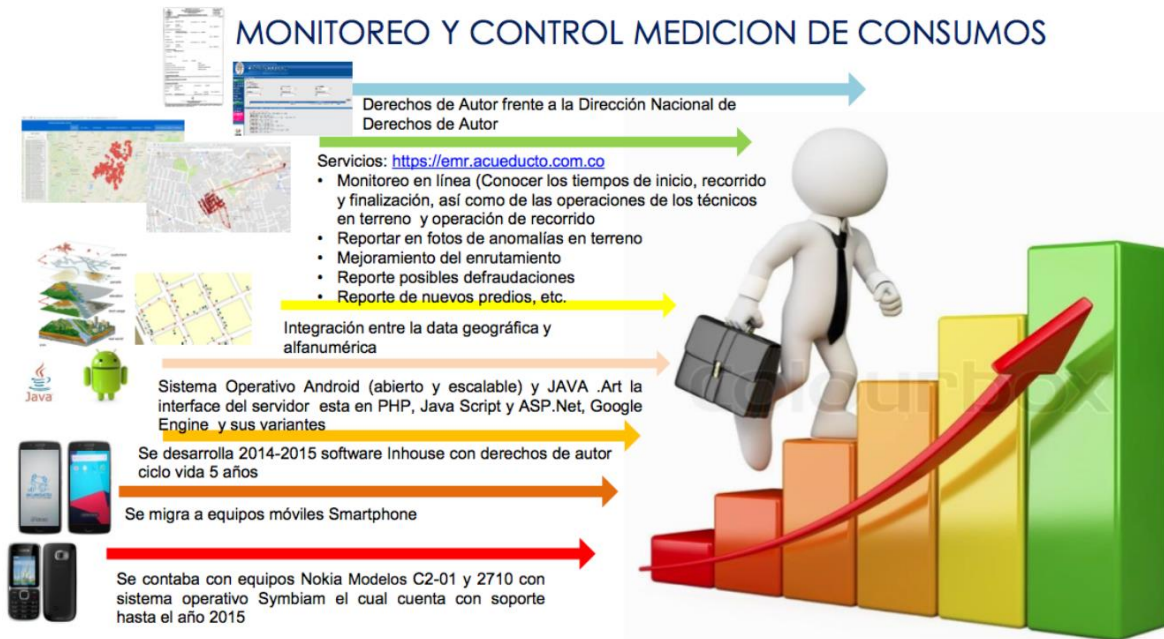 MONITOREO Y CONTROL MEDICION DE CONSUMOS
Derechos de Autor frente a la Dirección Nacional de
Derechos de Autor
Servicios: https://emr.acueducto.com.co
• Monitoreo en línea (Conocer los tiempos de inicio, recorrido
y finalización, así como de las operaciones de los técnicos
en terreno y operación de recorrido
• Reportar en fotos de anomalías en terreno
• Mejoramiento del enrutamiento
• Reporte posibles defraudaciones
• Reporte de nuevos predios, etc.
Integración entre la data geográfica y
alfanumérica
Java
Sistema Operativo Android (abierto y escalable) y JAVA .Art la
interface del servidor esta en PHP, Java Script y ASP.Net, Google
Engine y sus variantes
Se desarrolla 2014-2015 software Inhouse con derechos de autor
ciclo vida 5 años
Se migra a equipos móviles Smartphone
Se contaba con equipos Nokia Modelos C2-01 y 2710 con
sistema operativo Symbiam el cual cuenta con soporte
hasta el año 2015
colourbox